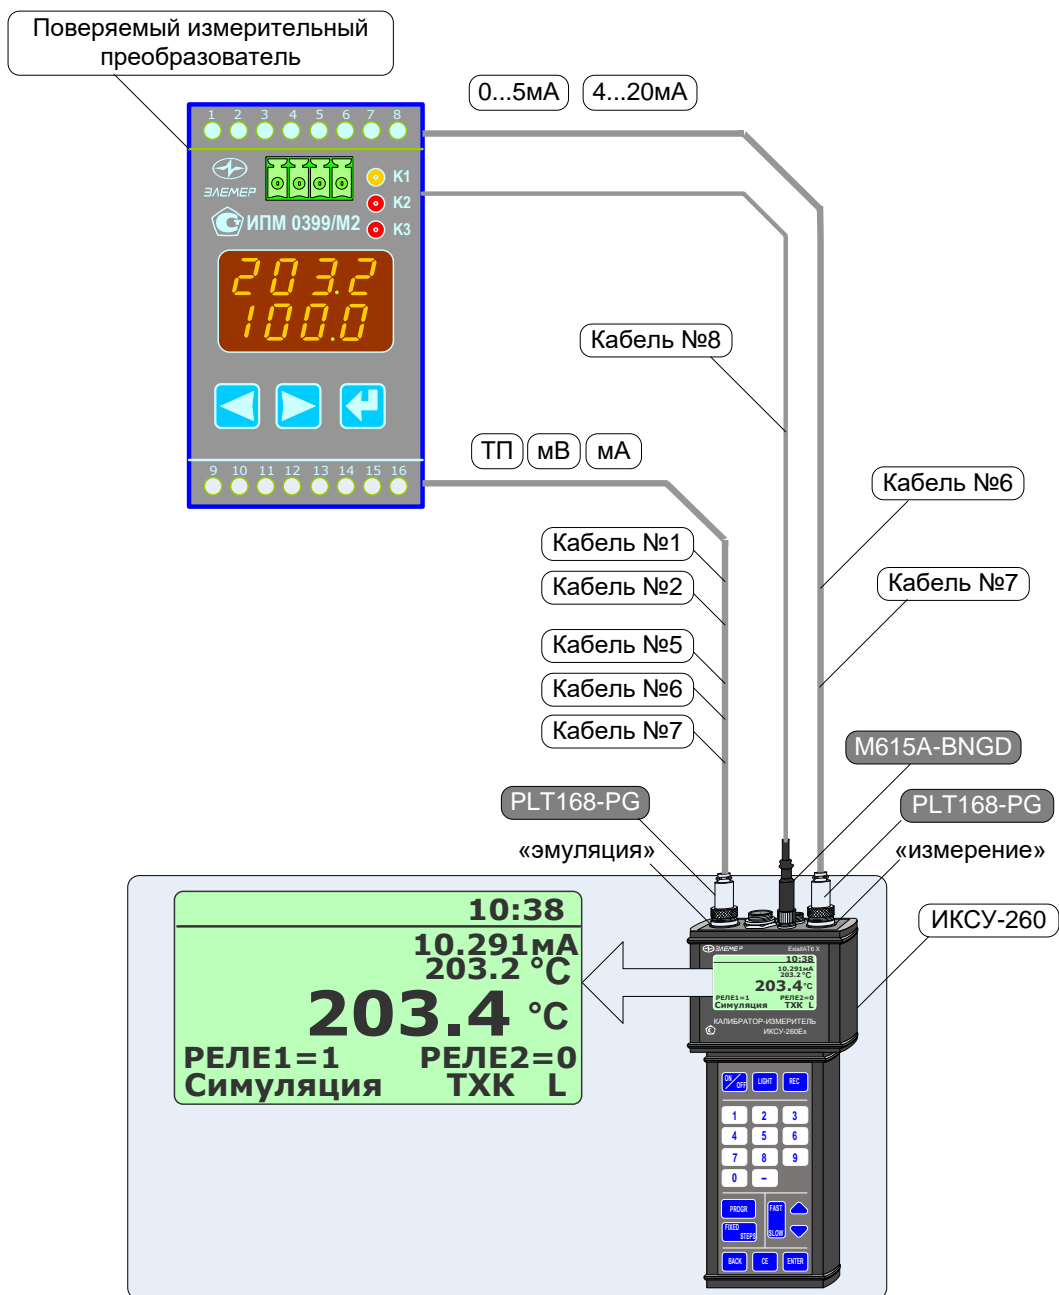 Поверяемый измерительный
преобразователь
0...5мА 4...20мА
1 2 3 4 5 6 7 8
ЭЛЕМЕР
K1
K2
K3
ИПМ 0399/М2
203.2
100.0
Кабель №8
9 10 11 12 13 14 15 16
ТП мВ мА
Кабель №6
Кабель №1
Кабель №2
Кабель №7
Кабель №5
Кабель №6
Кабель №7
M615A-BNGD
PLT168-PG
PLT168-PG
«эмуляция»
«измерение»
ИКСУ-260
10:38
10.291мА
203.2 °C
203.4 °C
РЕЛЕ1=1 РЕЛЕ2=0
Симуляция ТХК L
ЭЛЕМЕР ExiaIIAT6 X
10:38
10.291мА
203.2 °C
203.4 °C
РЕЛЕ1=1 РЕЛЕ2=0
Симуляция ТХК L
КАЛИБРАТОР-ИЗМЕРИТЕЛЬ
ИКСУ-260Ex
ON/OFF LIGHT REC
1 2 3
4 5 6
7 8 9
0 –
PROGR FAST
FIXED STEPS SLOW
BACK CE ENTER